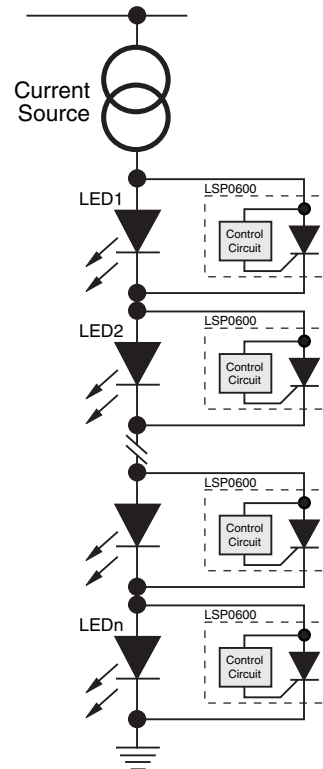 Current
Source
LSP0600
LED1
Control
Circuit
LSP0600
LED2
Control
Circuit
LSP0600
Control
Circuit
LSP0600
LEDn
Control
Circuit